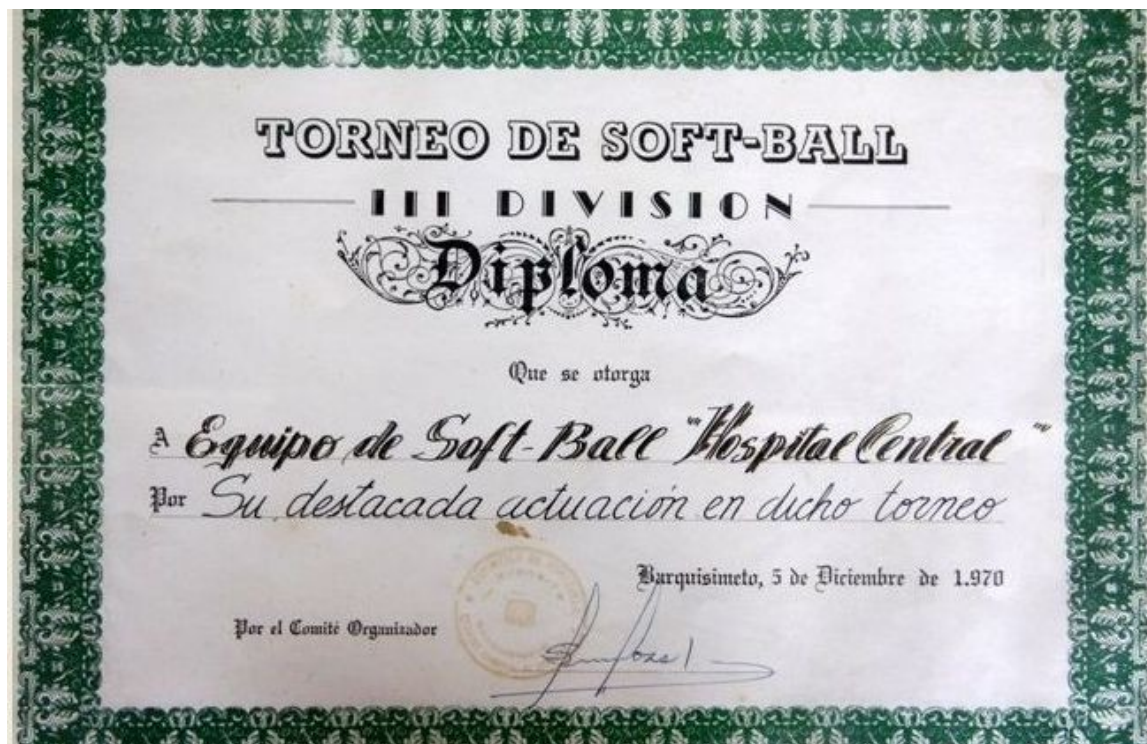 TORNEO DE SOFT-BALL
III DIVISION
Diploma
Que se otorga
A Equipo de Soft-Ball "Hospital Central"
Por Su destacada actuación en dicho torneo
Barquisimeto, 5 de Diciembre de 1.970
Por el Comité Organizador